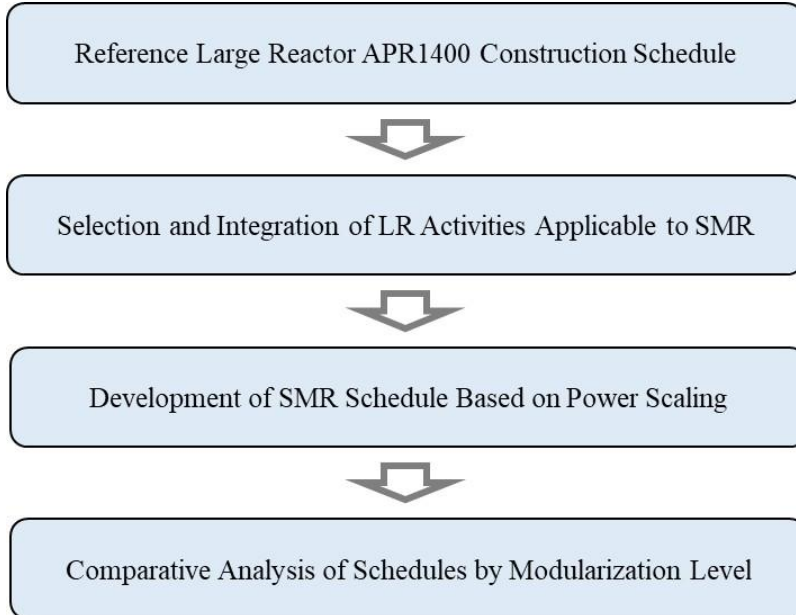 Reference Large Reactor APR1400 Construction Schedule
Selection and Integration of LR Activities Applicable to SMR
Development of SMR Schedule Based on Power Scaling
Comparative Analysis of Schedules by Modularization Level